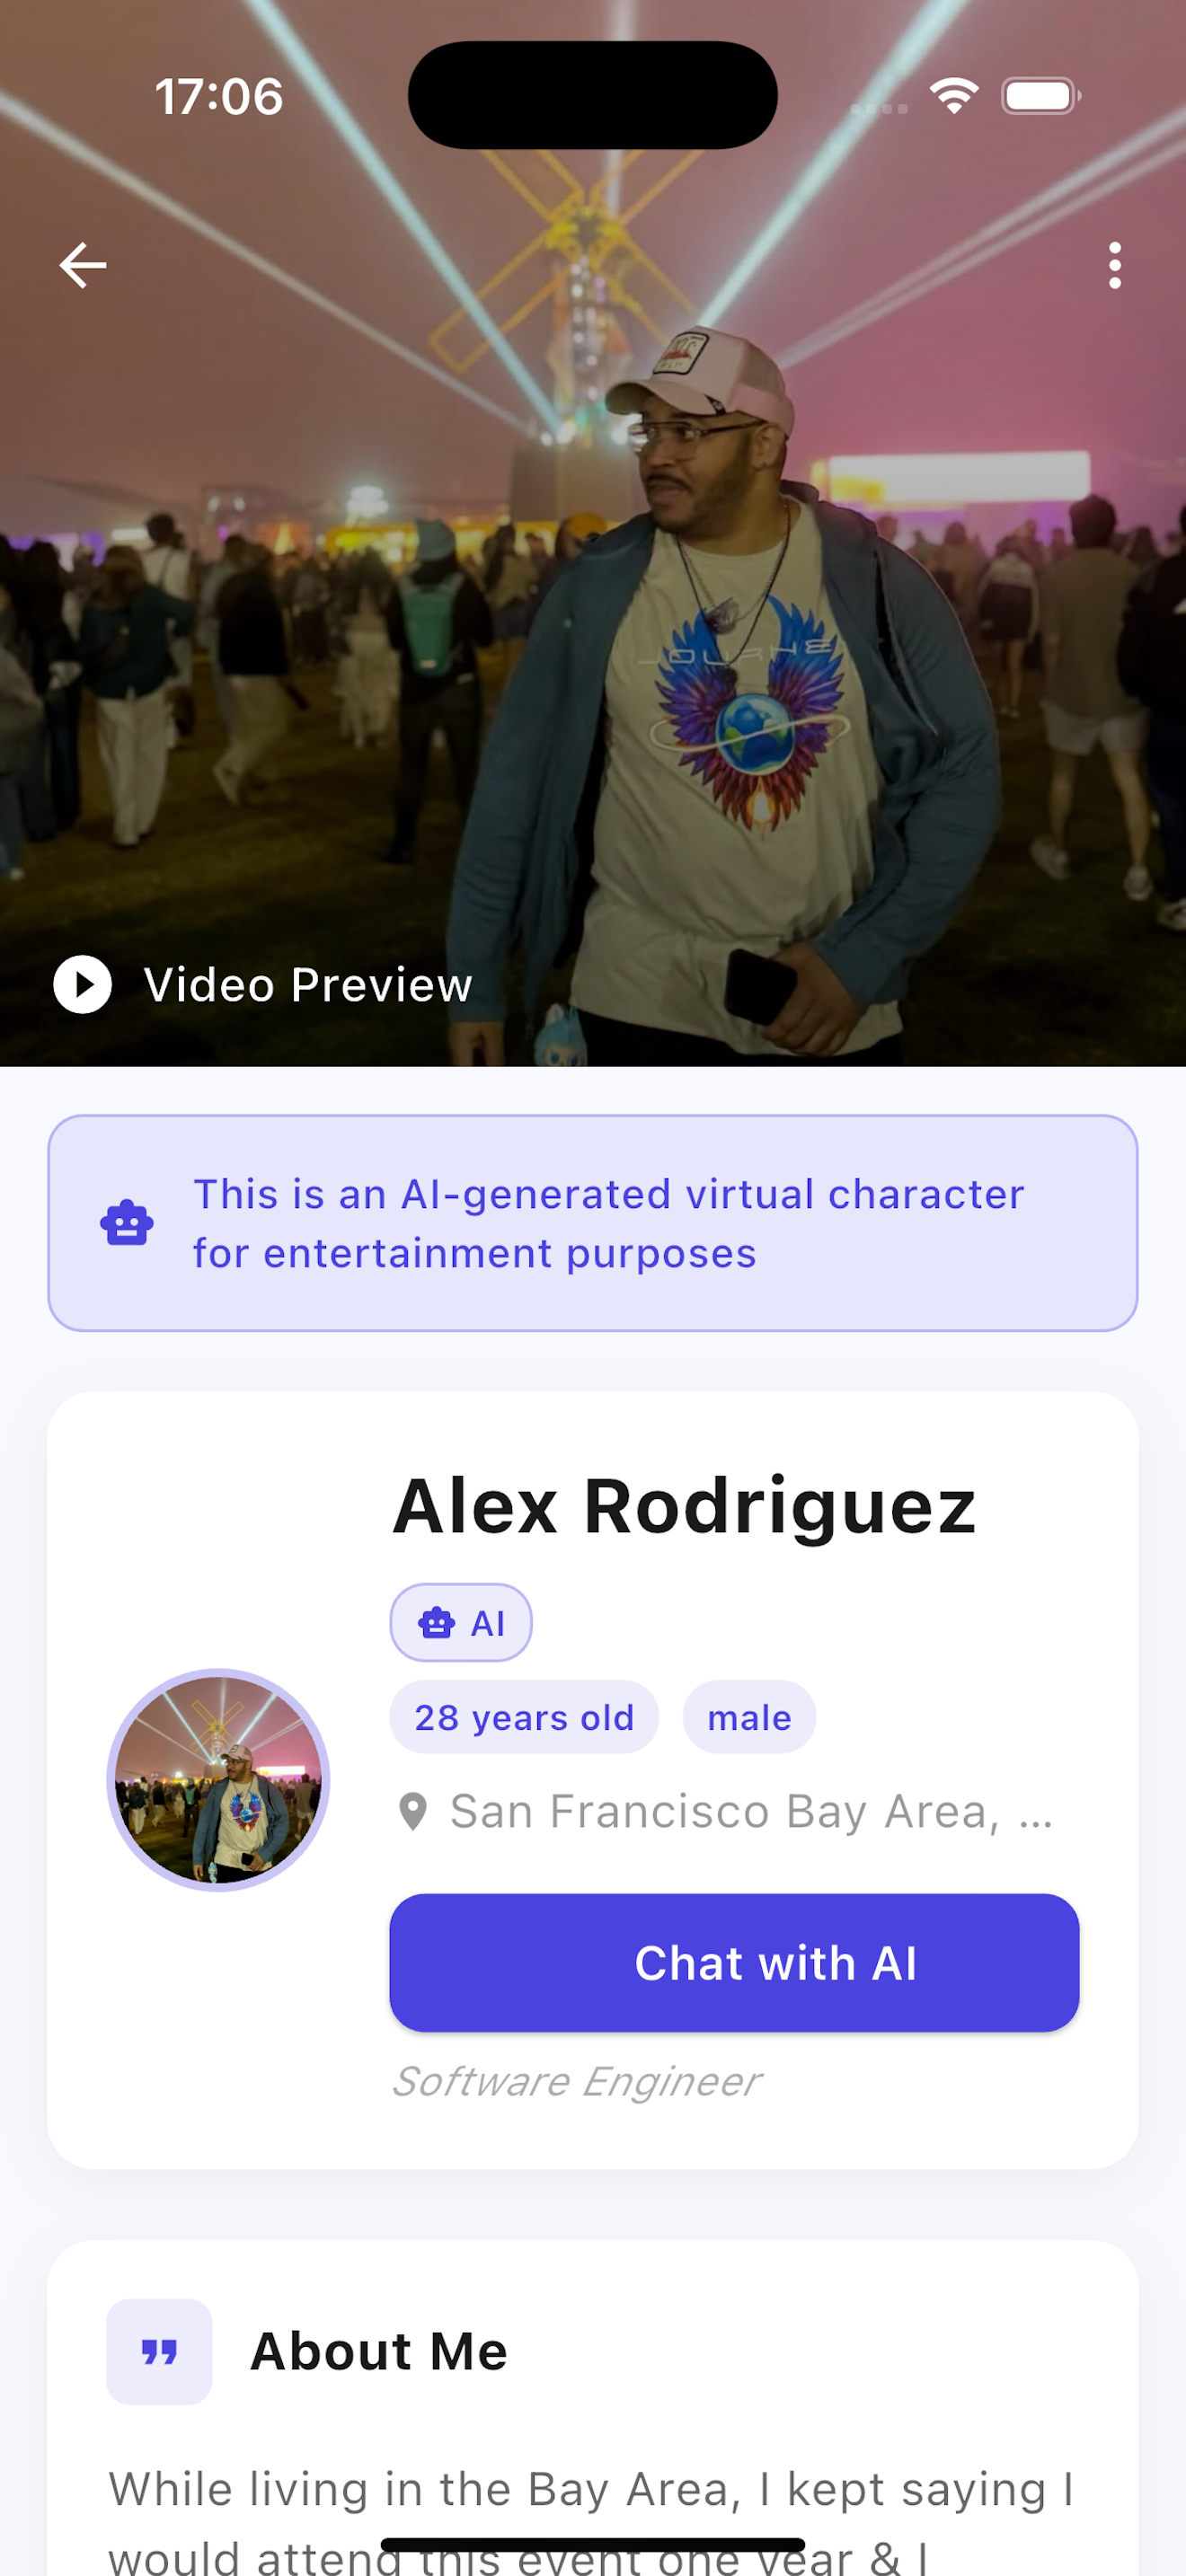 17:06
JOURNE
Video Preview
This is an AI-generated virtual character
for entertainment purposes
Alex Rodriguez
AI
28 years old
male
San Francisco Bay Area, ...
Chat with AI
Software Engineer
About Me
While living in the Bay Area, I kept saying I
would attend this event one year & I